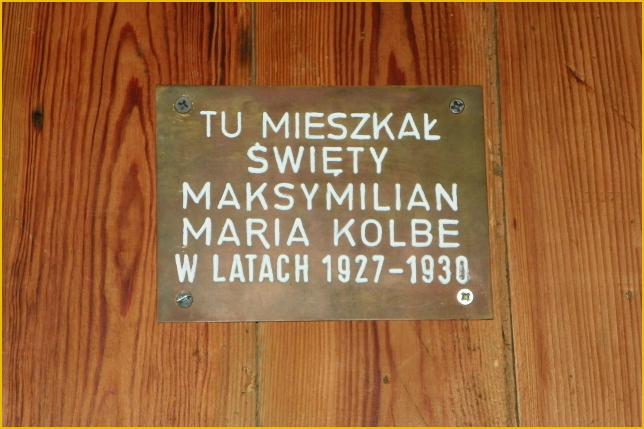 TU MIESZKAŁ
ŚWIĘTY
MAKSYMILIAN
MARIA KOLBE
W LATACH 1927-1930